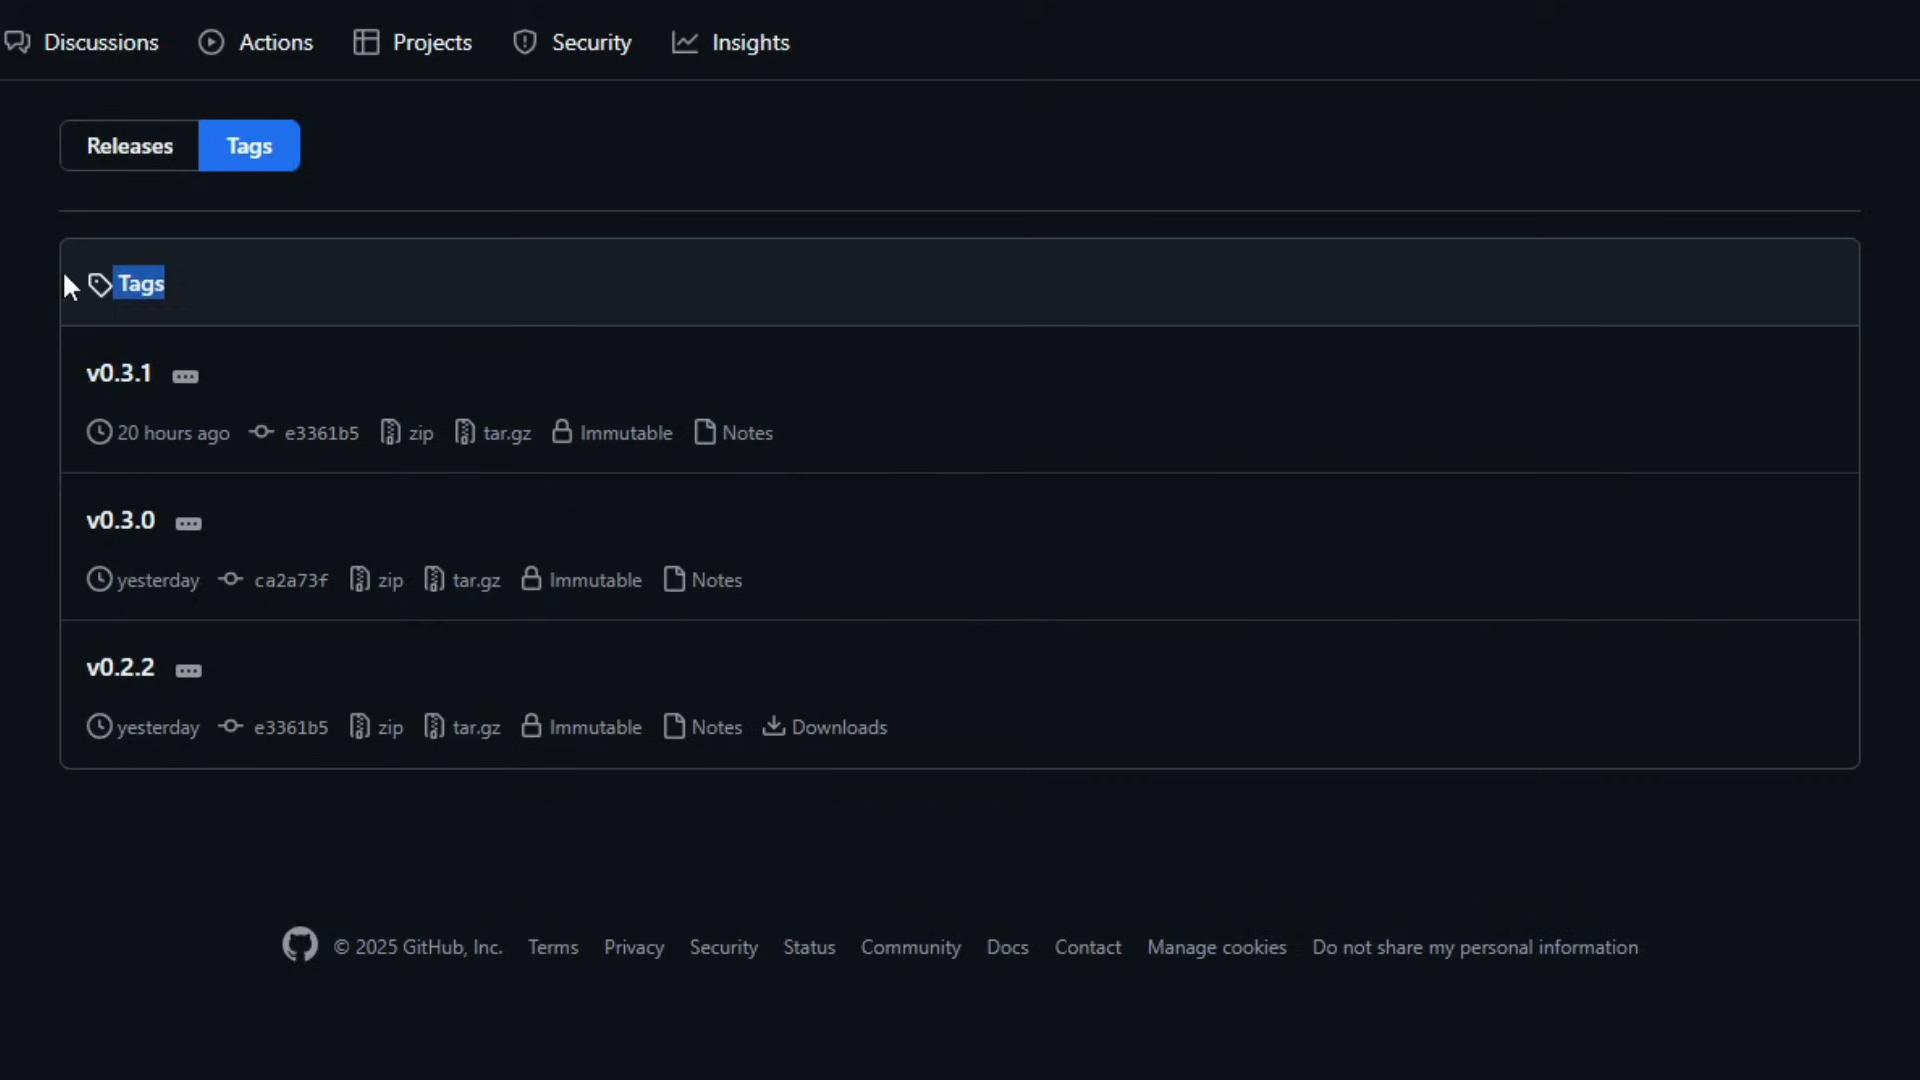 Discussions Actions Projects Security Insights
Releases Tags
Tags
v0.3.1
20 hours ago e3361b5 zip tar.gz Immutable Notes
v0.3.0
yesterday ca2a73f zip tar.gz Immutable Notes
v0.2.2
yesterday e3361b5 zip tar.gz Immutable Notes Downloads
© 2025 GitHub, Inc. Terms Privacy Security Status Community Docs Contact Manage cookies Do not share my personal information